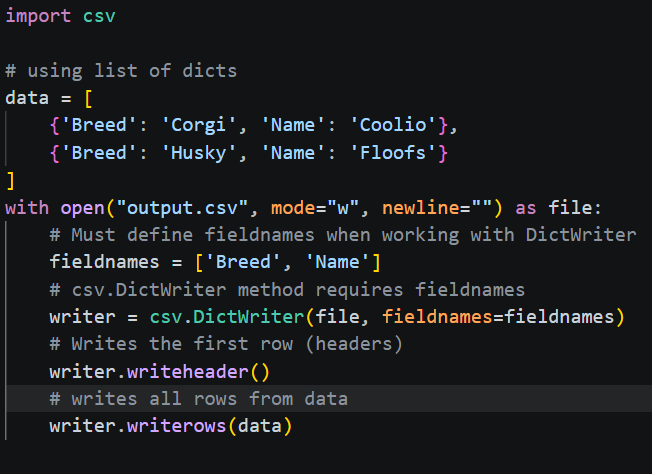 import csv

# using list of dicts
data = [
    {'Breed': 'Corgi', 'Name': 'Coolio'},
    {'Breed': 'Husky', 'Name': 'Floofs'}
]
with open("output.csv", mode="w", newline="") as file:
    # Must define fieldnames when working with DictWriter
    fieldnames = ['Breed', 'Name']
    # csv.DictWriter method requires fieldnames
    writer = csv.DictWriter(file, fieldnames=fieldnames)
    # Writes the first row (headers)
    writer.writeheader()
    # writes all rows from data
    writer.writerows(data)